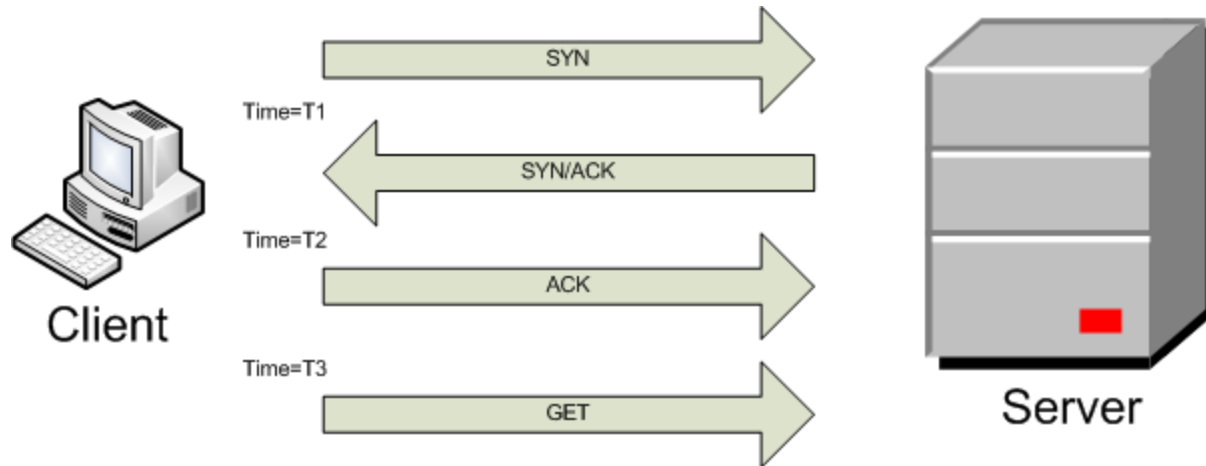 SYN
Time=T1
SYN/ACK
Time=T2
ACK
Client
Time=T3
GET
Server